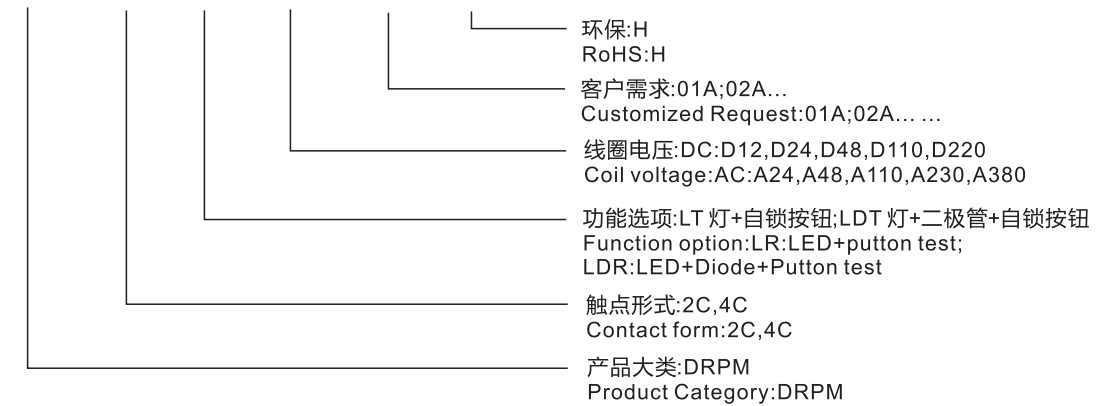 环保:H
RoHS:H
客户需求:01A;02A...
Customized Request:01A;02A... ...
线圈电压:DC:D12,D24,D48,D110,D220
Coil voltage:AC:A24,A48,A110,A230,A380
功能选项:LT 灯+自锁按钮;LDT 灯+二极管+自锁按钮
Function option:LR:LED+putton test;
LDR:LED+Diode+Putton test
触点形式:2C,4C
Contact form:2C,4C
产品大类:DRPM
Product Category:DRPM